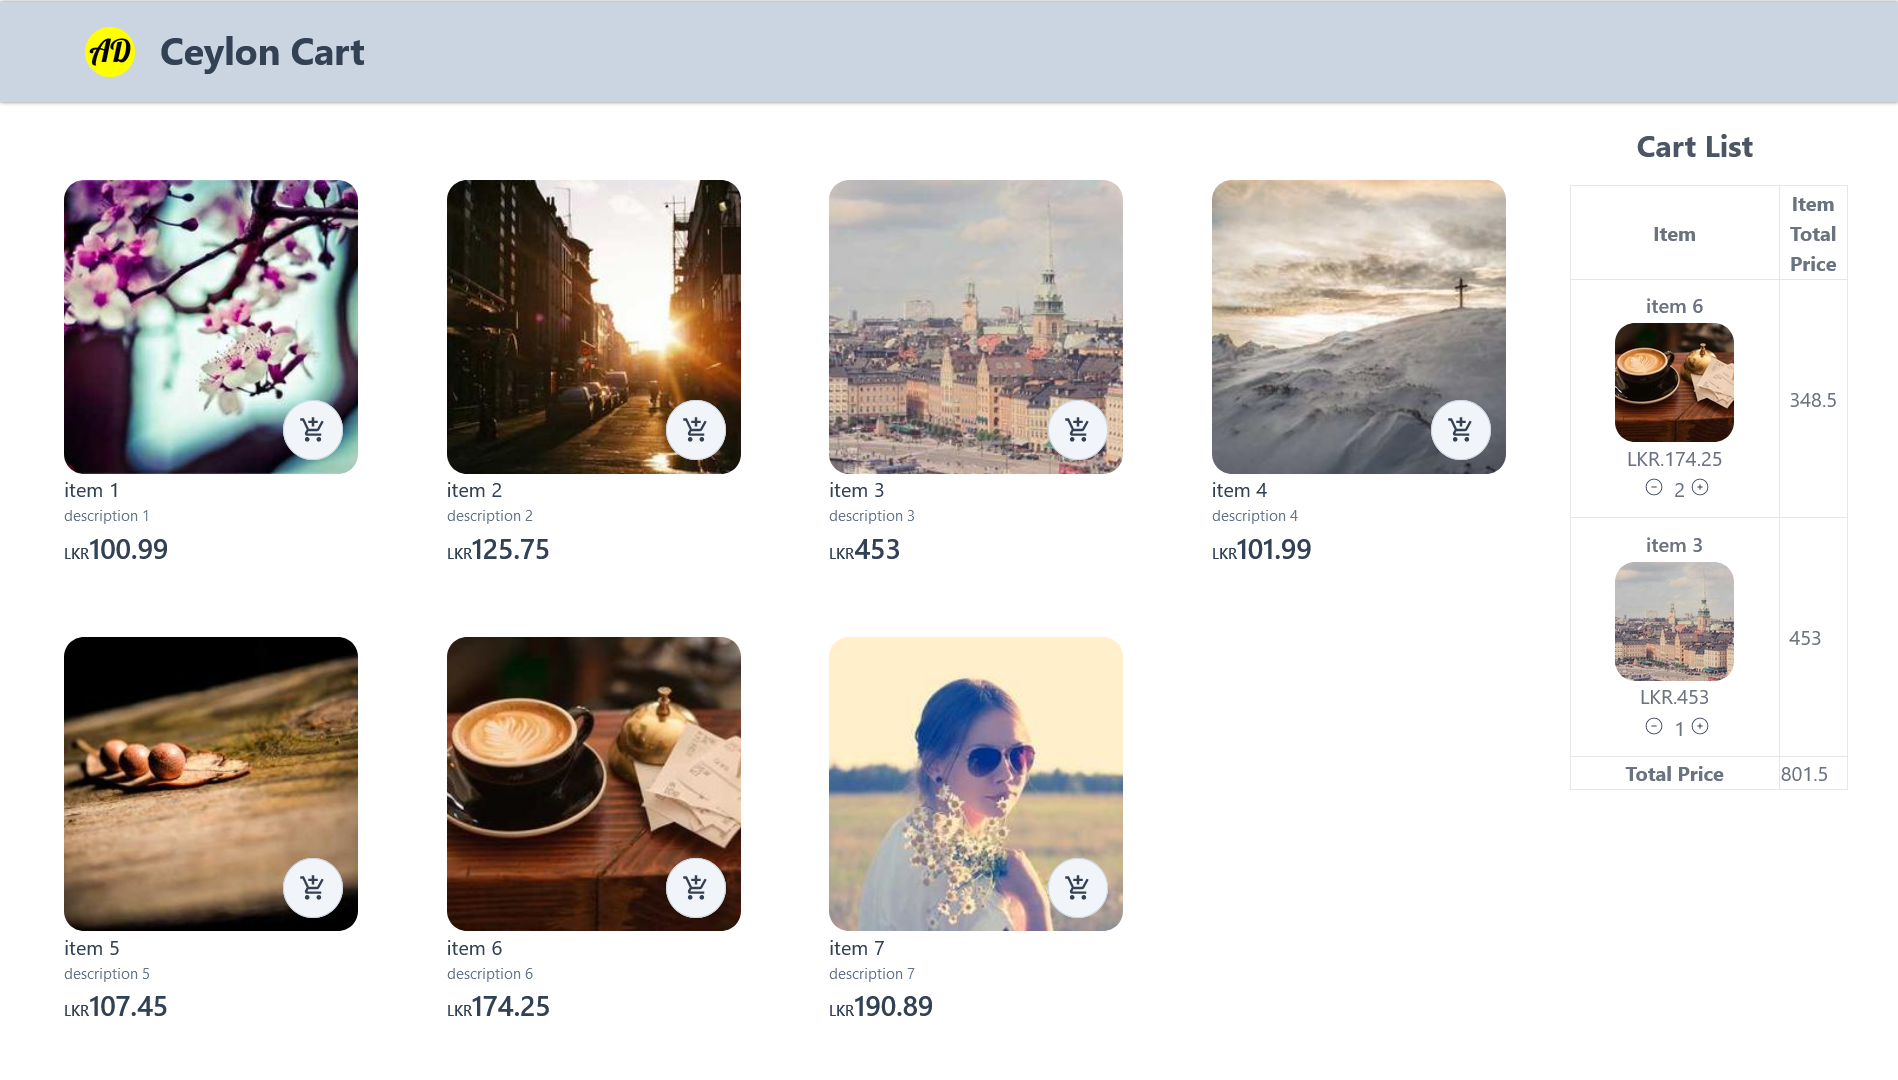 AD
Ceylon Cart
item 1
description 1
LKR100.99
item 2
description 2
LKR125.75
item 3
description 3
LKR453
item 4
description 4
LKR101.99
item 5
description 5
LKR107.45
item 6
description 6
LKR174.25
item 7
description 7
LKR190.89
Cart List
Item
Item
Total
Price
item 6
LKR.174.25
2
348.5
item 3
LKR.453
1
453
Total Price 801.5